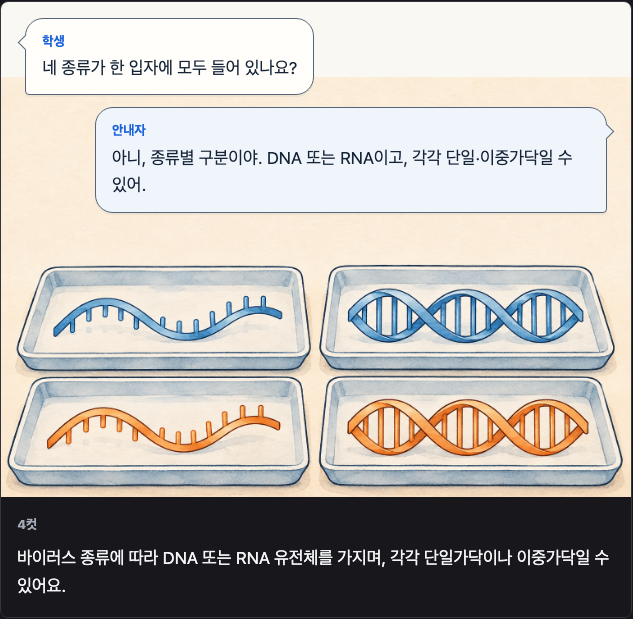 학생
네 종류가 한 입자에 모두 들어 있나요?
안내자
아니, 종류별 구분이야. DNA 또는 RNA이고, 각각 단일·이중가닥일 수
있어.
4컷
바이러스 종류에 따라 DNA 또는 RNA 유전체를 가지며, 각각 단일가닥이나 이중가닥일 수
있어요.